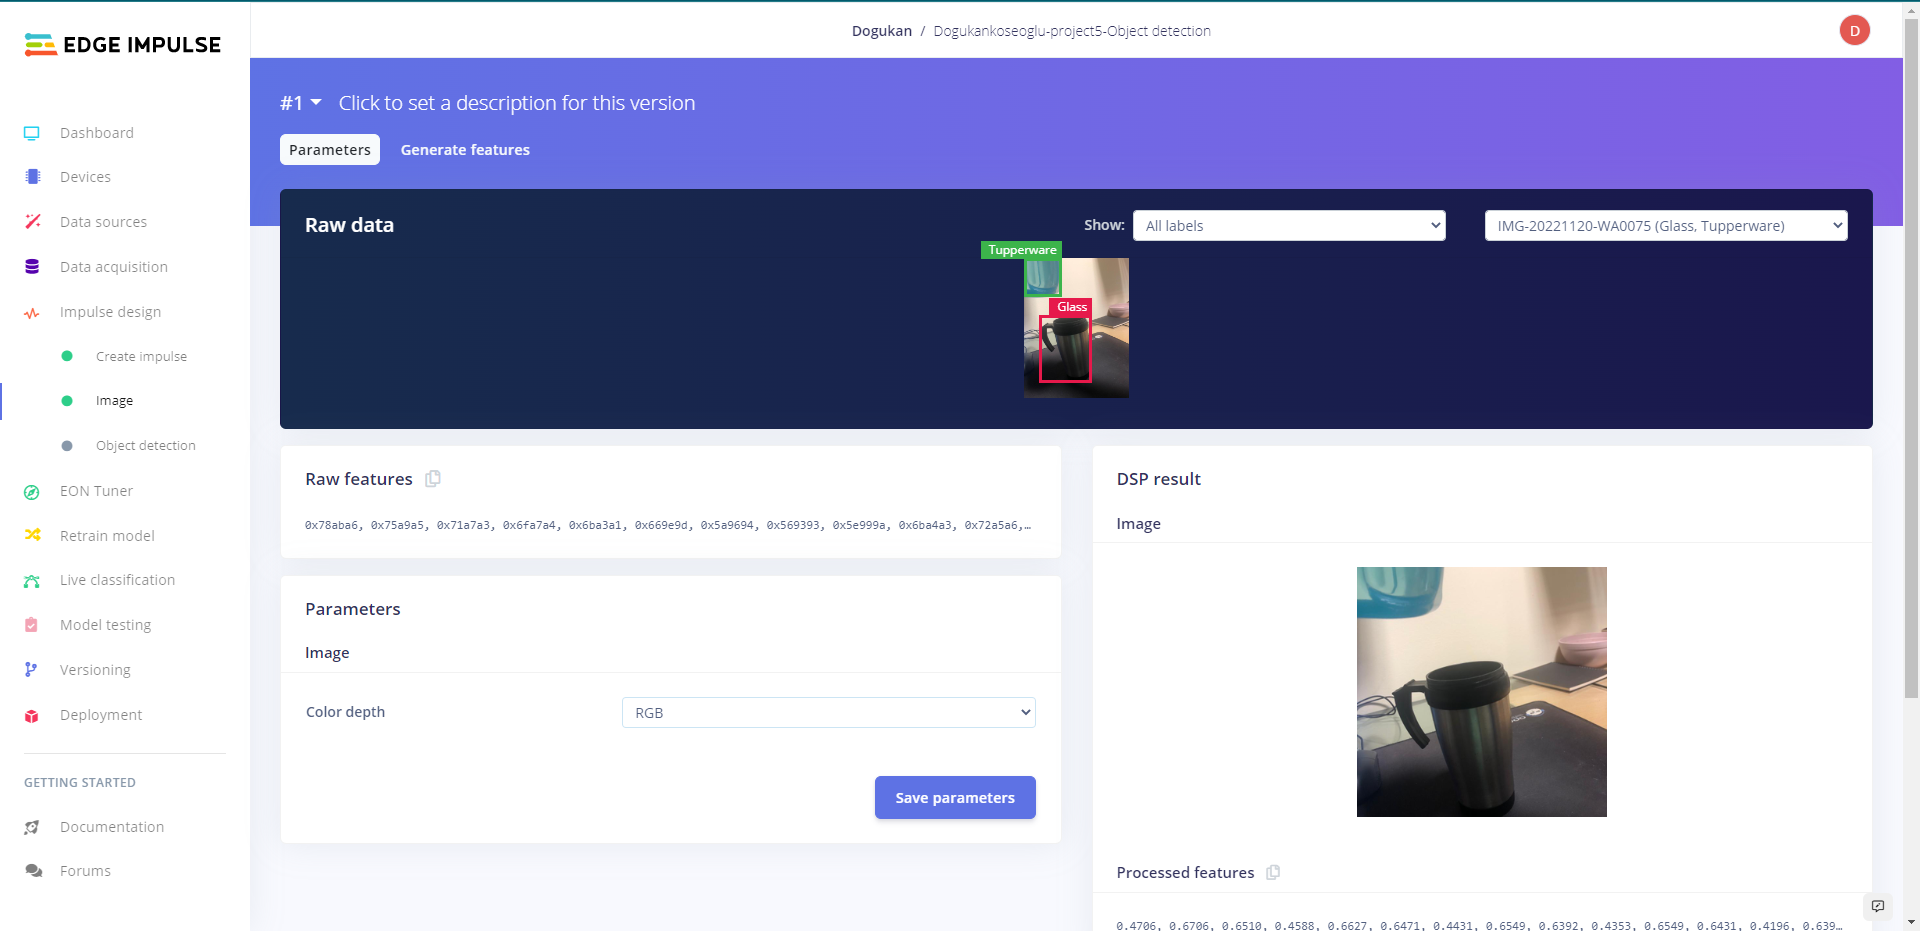 EDGE IMPULSE
Dogukan / Dogukankoseoglu-project5-Object detection
D
#1 Click to set a description for this version
Parameters Generate features
Dashboard
Devices
Data sources
Data acquisition
Impulse design
Create impulse
Image
Object detection
EON Tuner
Retrain model
Live classification
Model testing
Versioning
Deployment
GETTING STARTED
Documentation
Forums
Raw data
Show: All labels
IMG-20221120-WA0075 (Glass, Tupperware)
Tupperware
Glass
Raw features
0x78aba6, 0x75a9a5, 0x71a7a3, 0x6fa7a4, 0x6ba3a1, 0x669e9d, 0x5a9694, 0x569393, 0x5e999a, 0x6ba4a3, 0x72a5a6,…
Parameters
Image
Color depth RGB
Save parameters
DSP result
Image
Processed features
0.4706, 0.6706, 0.6510, 0.4588, 0.6627, 0.6471, 0.4431, 0.6549, 0.6392, 0.4353, 0.6549, 0.6431, 0.4196, 0.639…